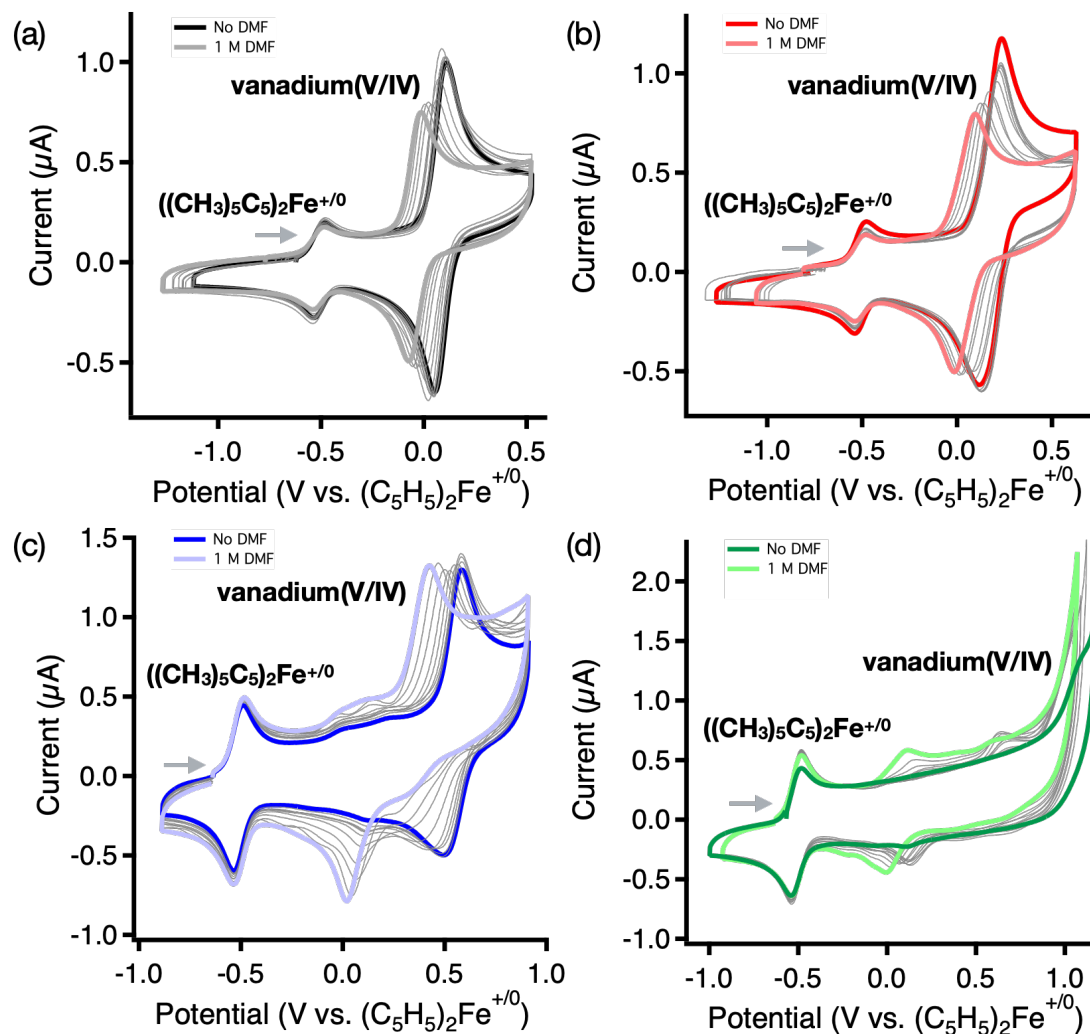 (a)
No DMF
1 M DMF
vanadium(V/IV)
((CH₃)₅C₅)₂Fe⁺/⁰
Current (µA)
1.0
0.5
0.0
-0.5
-1.0 -0.5 0.0 0.5
Potential (V vs. (C₅H₅)₂Fe⁺/⁰)
(b)
No DMF
1 M DMF
vanadium(V/IV)
((CH₃)₅C₅)₂Fe⁺/⁰
Current (µA)
1.0
0.5
0.0
-0.5
-1.0 -0.5 0.0 0.5
Potential (V vs. (C₅H₅)₂Fe⁺/⁰)
(c)
No DMF
1 M DMF
vanadium(V/IV)
((CH₃)₅C₅)₂Fe⁺/⁰
Current (µA)
1.5
1.0
0.5
0.0
-0.5
-1.0
-1.0 -0.5 0.0 0.5 1.0
Potential (V vs. (C₅H₅)₂Fe⁺/⁰)
(d)
No DMF
1 M DMF
vanadium(V/IV)
((CH₃)₅C₅)₂Fe⁺/⁰
Current (µA)
2.0
1.5
1.0
0.5
0.0
-0.5
-1.0
-1.0 -0.5 0.0 0.5 1.0
Potential (V vs. (C₅H₅)₂Fe⁺/⁰)